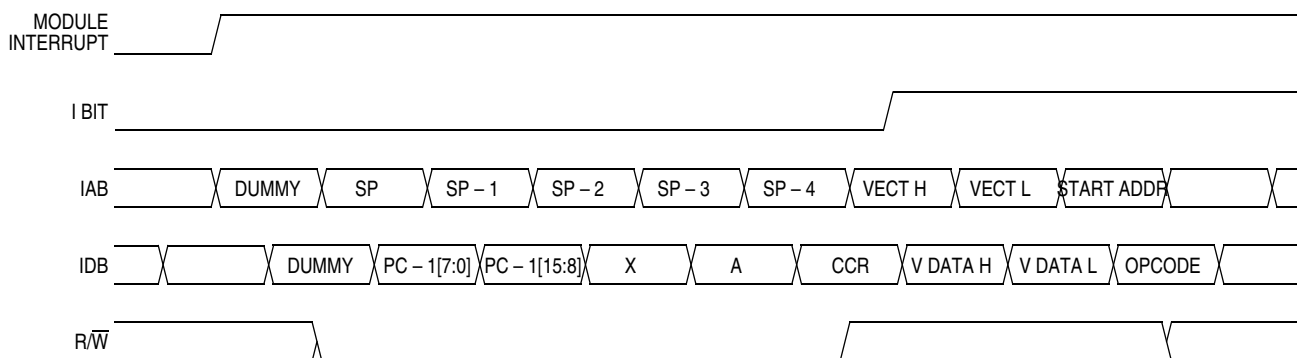 MODULE
INTERRUPT
I BIT
IAB DUMMY SP SP – 1 SP – 2 SP – 3 SP – 4 VECT H VECT L START ADDR
IDB DUMMY PC – 1[7:0] PC – 1[15:8] X A CCR V DATA H V DATA L OPCODE
R/W̅